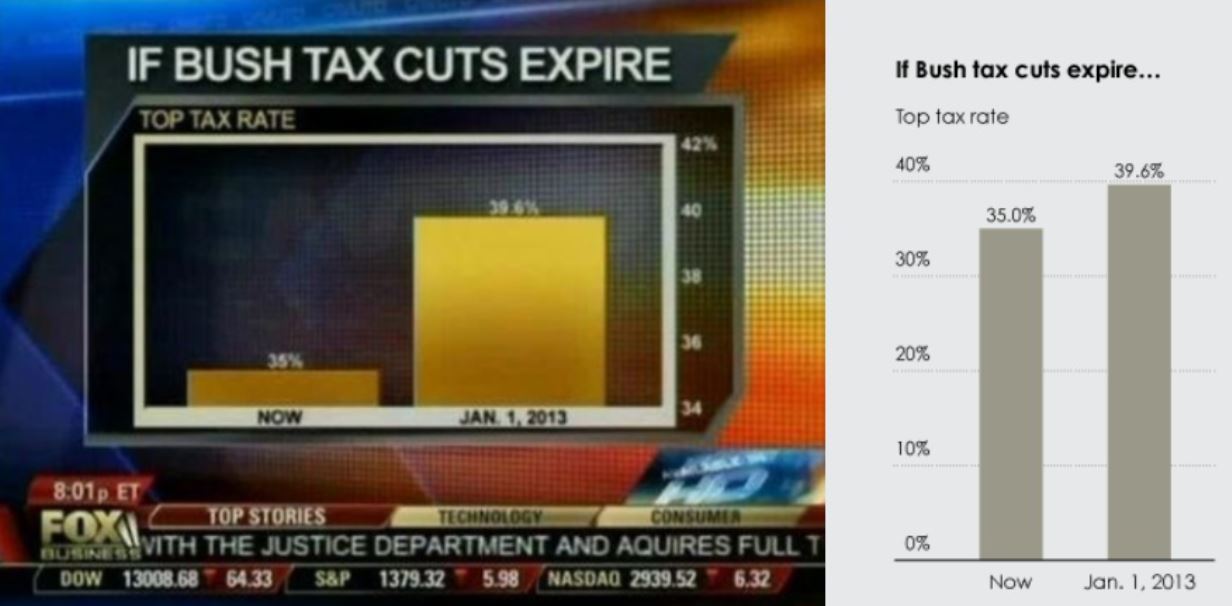 IF BUSH TAX CUTS EXPIRE
TOP TAX RATE
42%
40
38
36
34
39.6%
35%
NOW
JAN. 1, 2013
8:01p ET
HD
FOX
BUSINESS
TOP STORIES
TECHNOLOGY
CONSUMER
WITH THE JUSTICE DEPARTMENT AND AQUIRES FULL T
DOW 13008.68 64.33 S&P 1379.32 5.98 NASDAQ 2939.52 6.32
If Bush tax cuts expire...
Top tax rate
40%
30%
20%
10%
0%
35.0%
39.6%
Now
Jan. 1, 2013